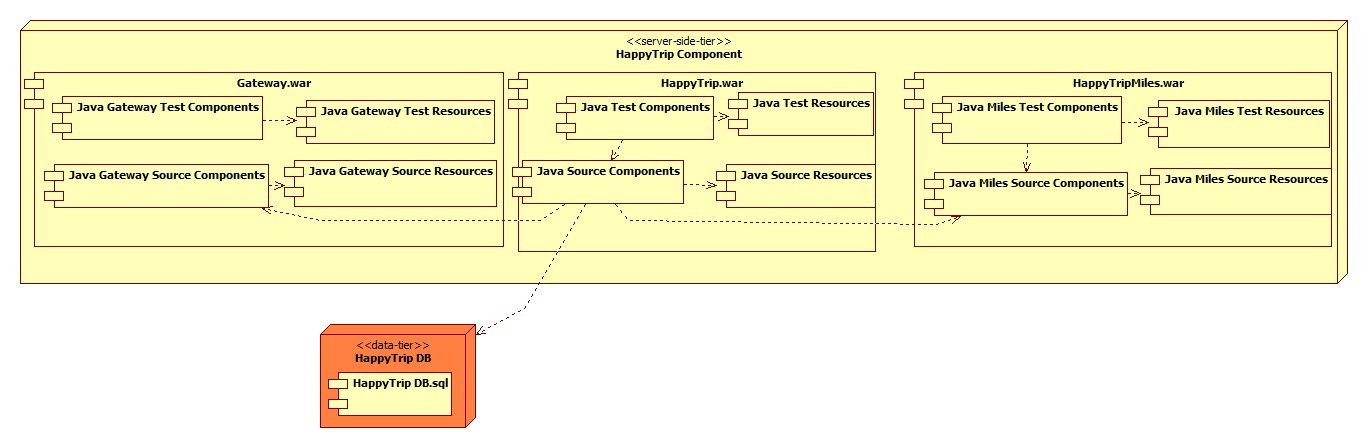 <<server-side-tier>>
HappyTrip Component
Gateway.war
Java Gateway Test Components
Java Gateway Test Resources
Java Gateway Source Components
Java Gateway Source Resources
HappyTrip.war
Java Test Components
Java Test Resources
Java Source Components
Java Source Resources
HappyTripMiles.war
Java Miles Test Components
Java Miles Test Resources
Java Miles Source Components
Java Miles Source Resources
<<data-tier>>
HappyTrip DB
HappyTrip DB.sql